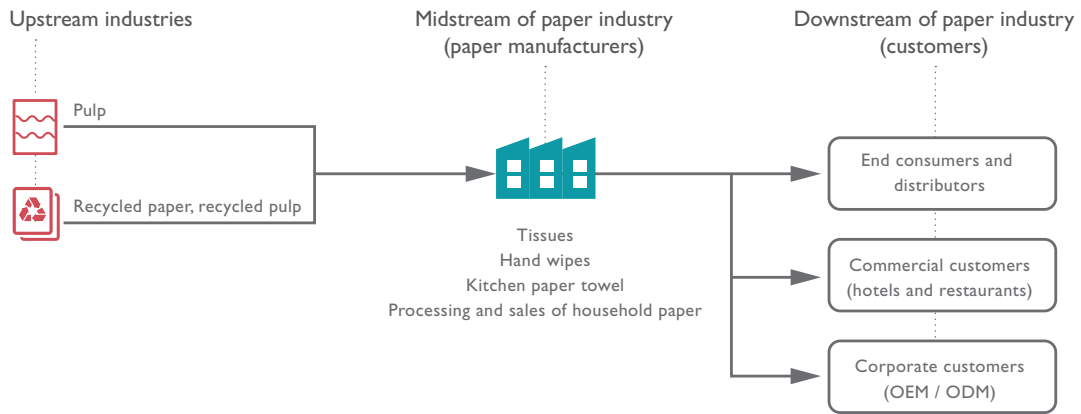 Upstream industries
Midstream of paper industry
(paper manufacturers)
Downstream of paper industry
(customers)
Pulp
Recycled paper, recycled pulp
Tissues
Hand wipes
Kitchen paper towel
Processing and sales of household paper
End consumers and
distributors
Commercial customers
(hotels and restaurants)
Corporate customers
(OEM / ODM)